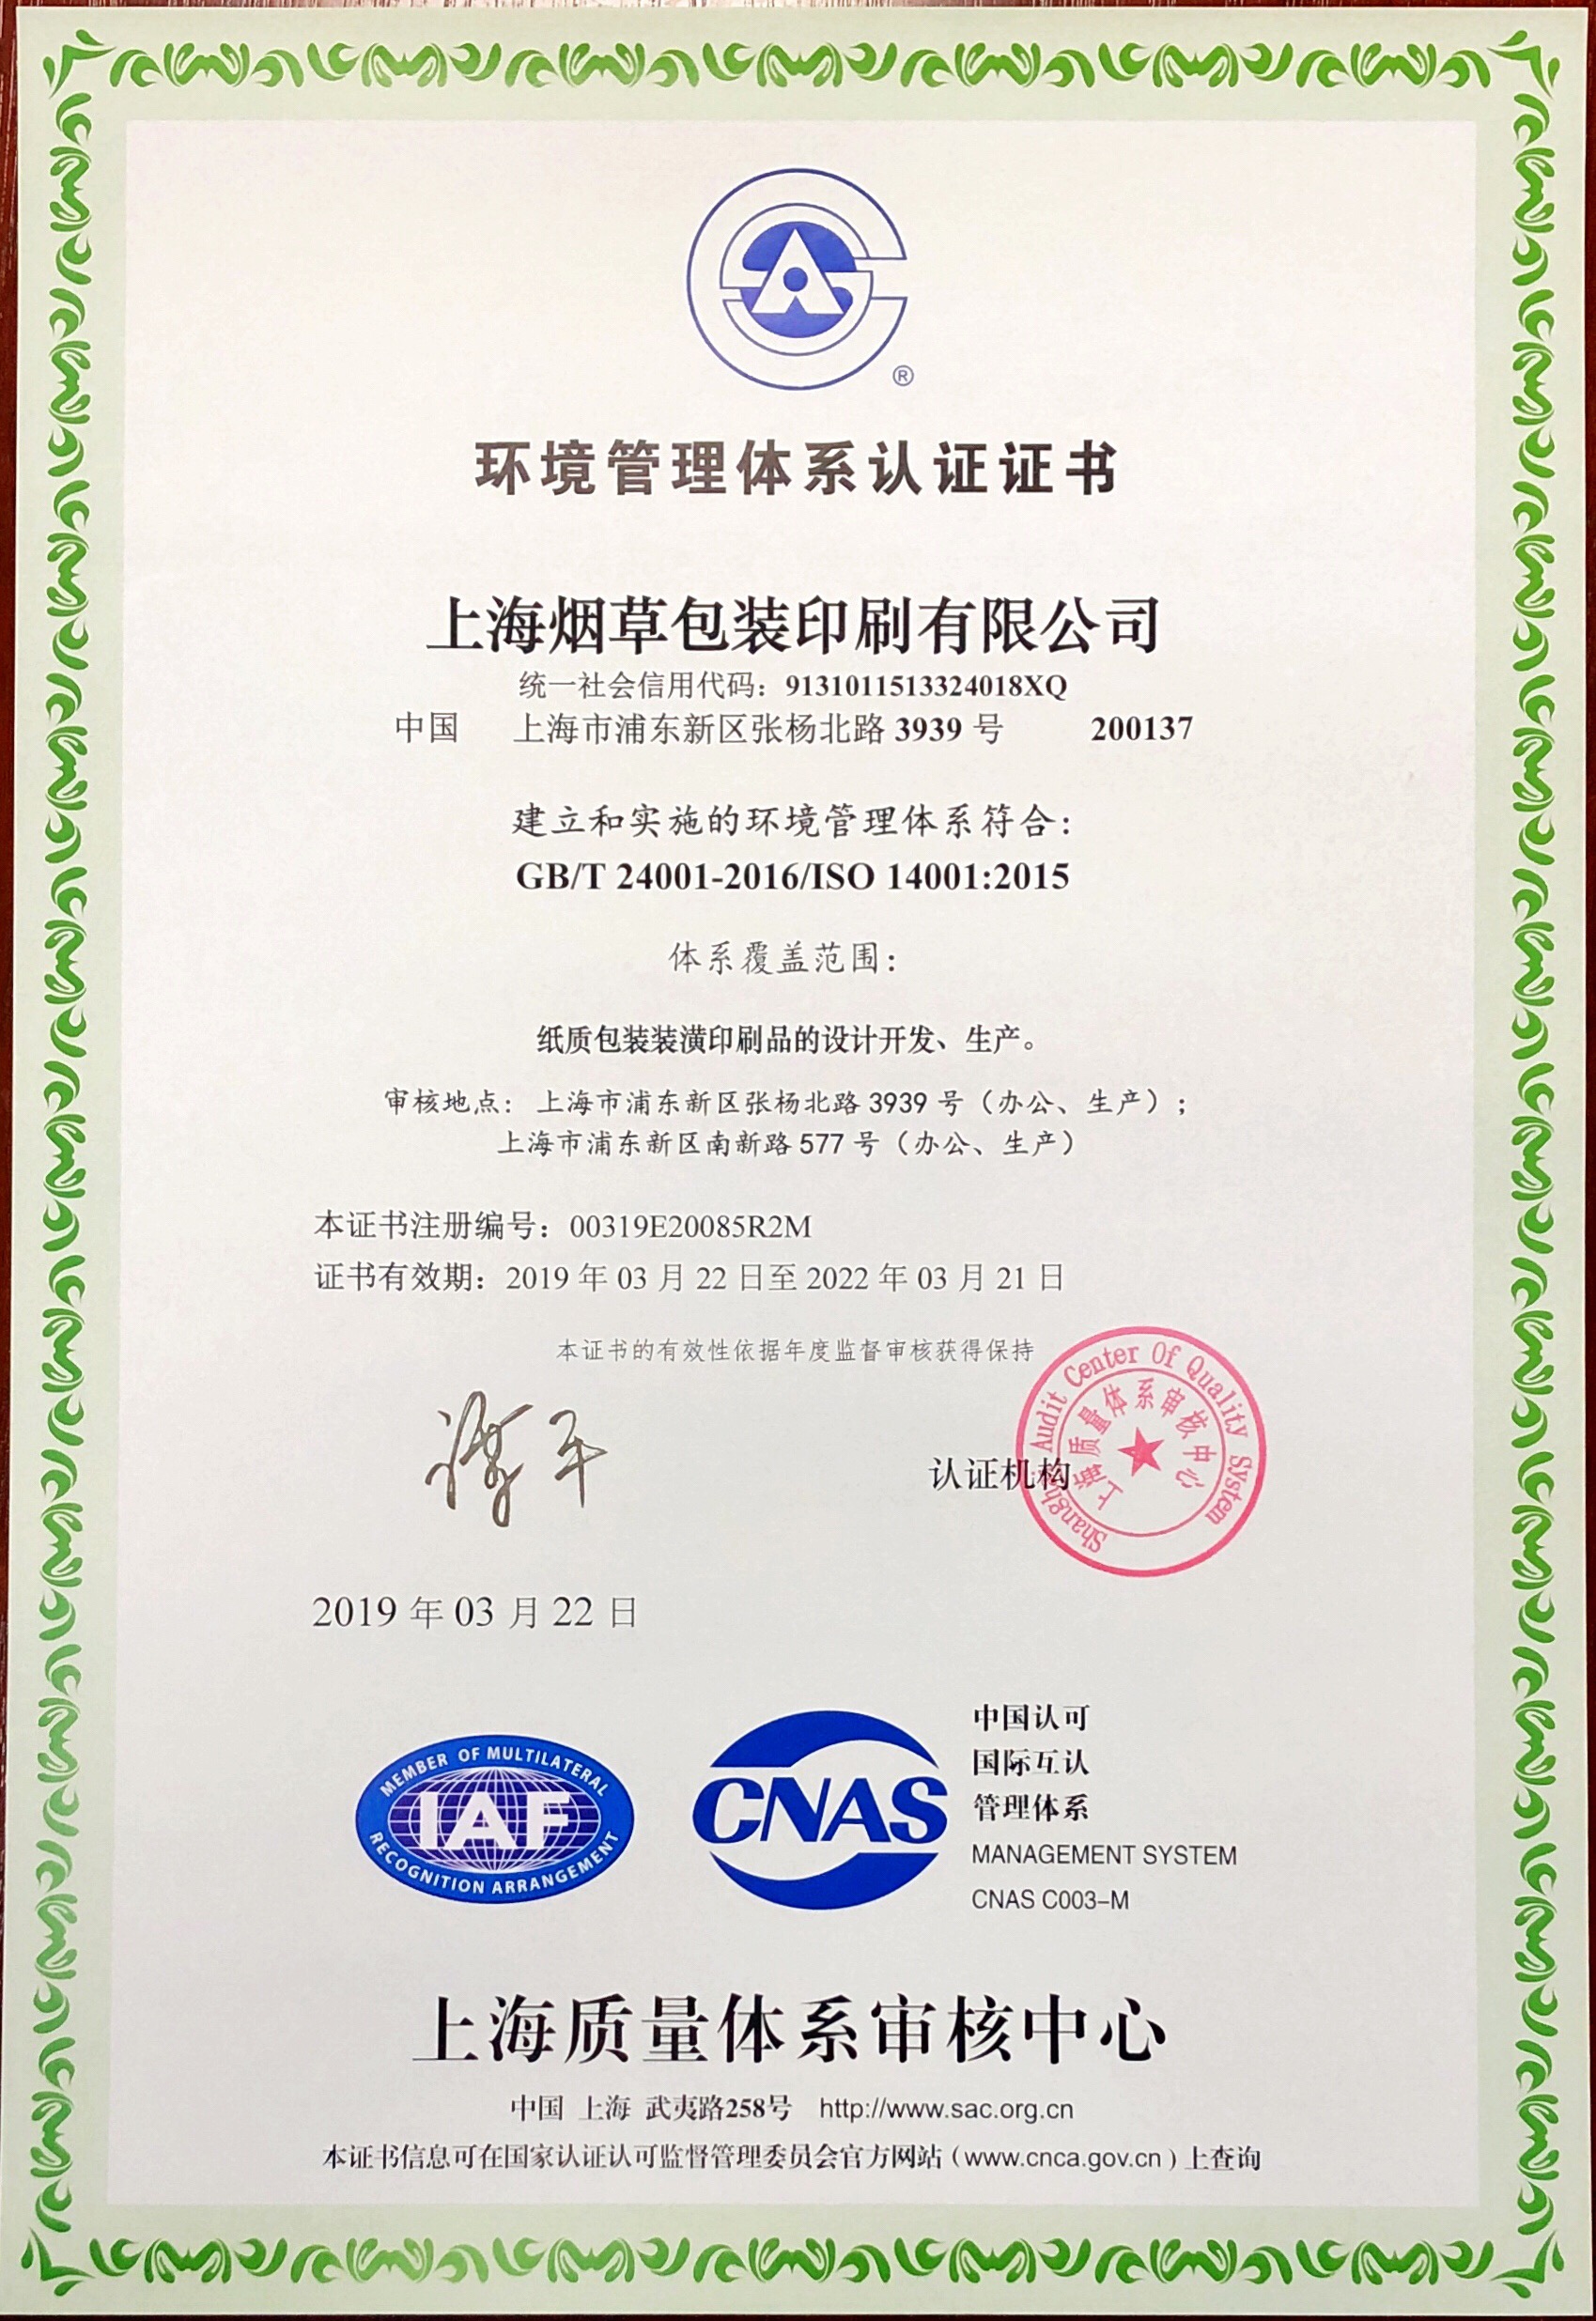 ®
环境管理体系认证证书
上海烟草包装印刷有限公司
统一社会信用代码：9131011513324018XQ
中国 上海市浦东新区张杨北路 3939 号 200137
建立和实施的环境管理体系符合：
GB/T 24001-2016/ISO 14001:2015
体系覆盖范围：
纸质包装装潢印刷品的设计开发、生产。
审核地点： 上海市浦东新区张杨北路 3939 号（办公、生产）；
上海市浦东新区南新路 577 号（办公、生产）
本证书注册编号：00319E20085R2M
证书有效期：2019 年 03 月 22 日至 2022 年 03 月 21 日
本证书的有效性依据年度监督审核获得保持
认证机构
Shanghai Audit Center Of Quality System
上海质量体系审核中心
2019 年 03 月 22 日
MEMBER OF MULTILATERAL
IAF
RECOGNITION ARRANGEMENT
CNAS
中国认可
国际互认
管理体系
MANAGEMENT SYSTEM
CNAS C003-M
上海质量体系审核中心
中国 上海 武夷路258号 http://www.sac.org.cn
本证书信息可在国家认证认可监督管理委员会官方网站（www.cnca.gov.cn）上查询